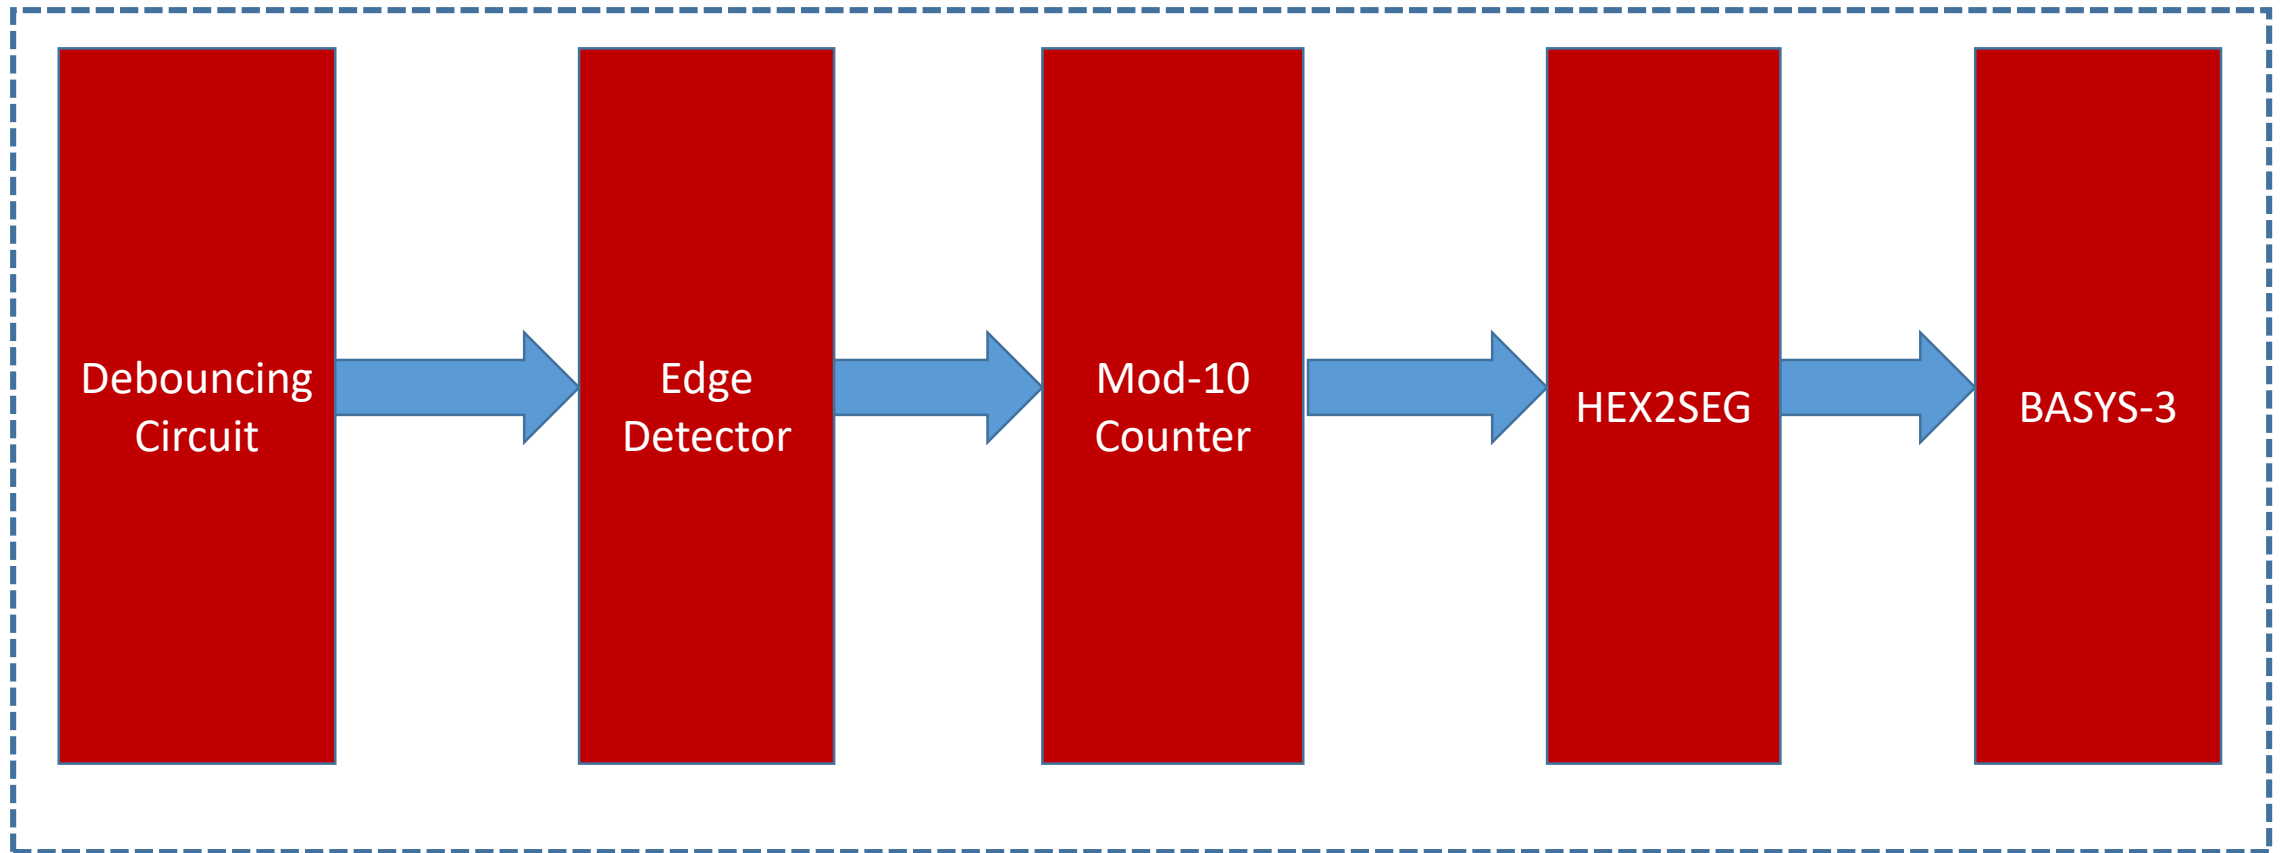 Debouncing
Circuit
Edge
Detector
Mod-10
Counter
HEX2SEG
BASYS-3